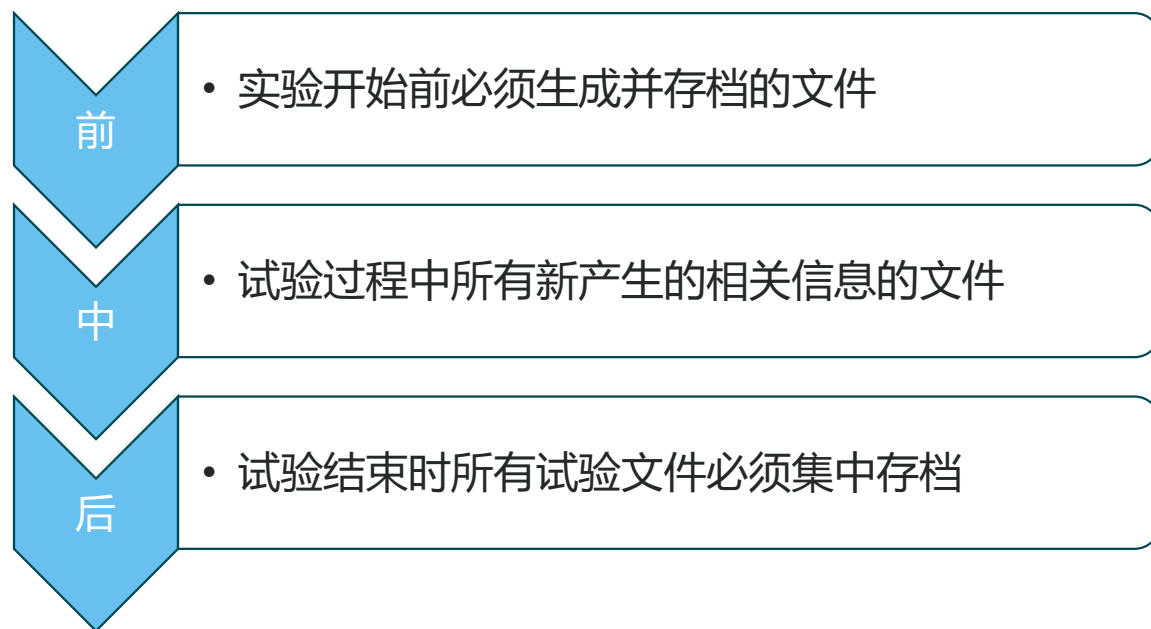 前
• 实验开始前必须生成并存档的文件
中
• 试验过程中所有新产生的相关信息的文件
后
• 试验结束时所有试验文件必须集中存档